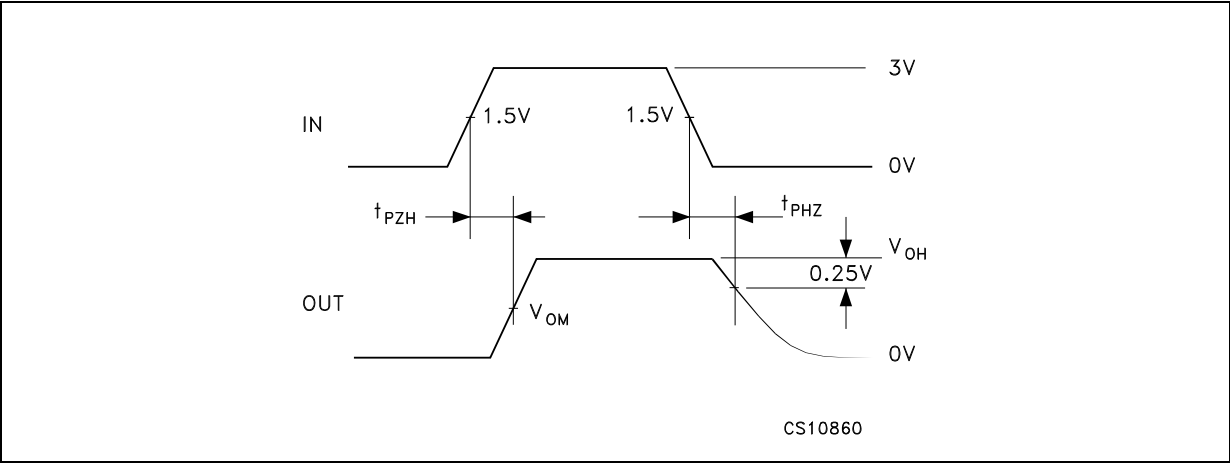 3V
IN
1.5V
1.5V
0V
tPZH
tPHZ
VOH
0.25V
OUT
VOM
0V
CS10860